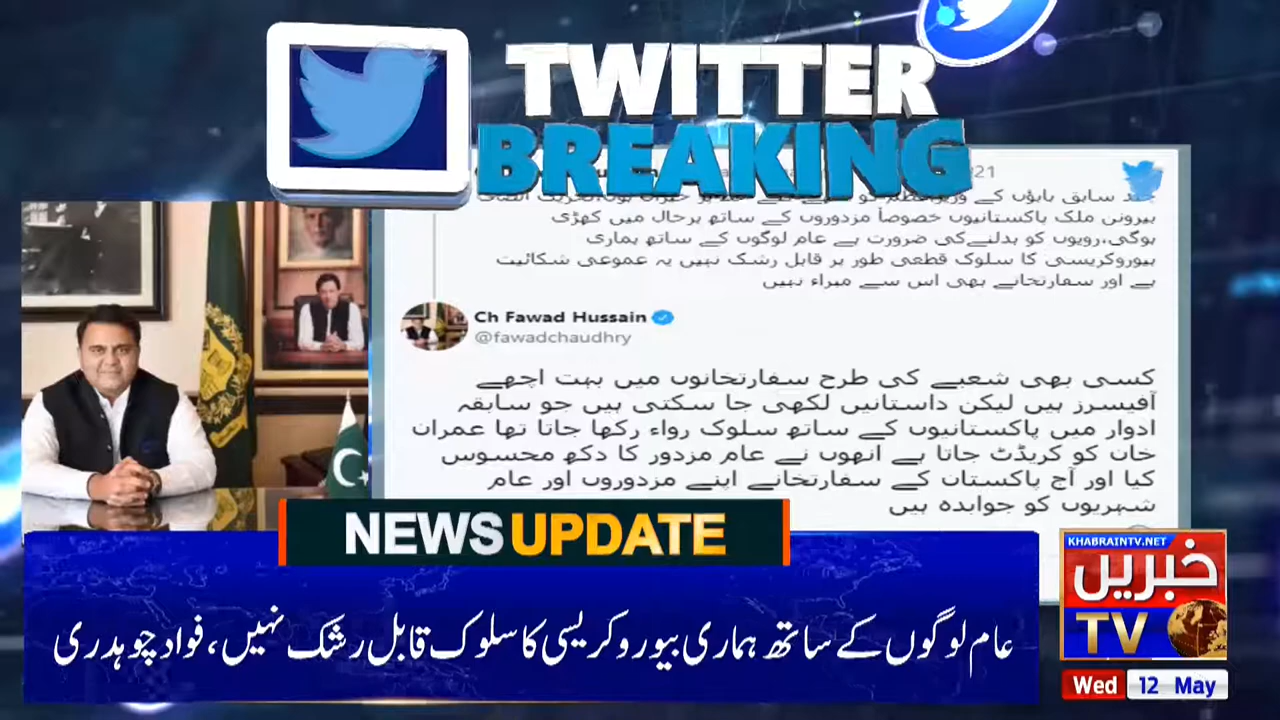 TWITTER
BREAKING
21
بیرونی ملک پاکستانیوں خصوصاً مزدوروں کے ساتھ ہرحال میں کھڑی
ہوگی،رویوں کو بدلنےکی ضرورت ہے عام لوگوں کے ساتھ ہماری
بیوروکریسی کا سلوک قطعی طور پر قابل رشک نہیں یہ عموعی شکائیت
ہے اور سفارتخانے بھی اس سے مبراء نہیں
Ch Fawad Hussain
@fawadchaudhry
کسی بھی شعبے کی طرح سفارتخانوں میں بہت اچھے
آفیسرز ہیں لیکن داستانیں لکھی جا سکتی ہیں جو سابقہ
ادوار میں پاکستانیوں کے ساتھ سلوک رواء رکھا جاتا تھا عمران
خان کو کریڈٹ جاتا ہے انھوں نے عام مزدور کا دکھ محسوس
کیا اور آج پاکستان کے سفارتخانے اپنے مزدوروں اور عام
شہریوں کو جوابدہ ہیں
NEWS UPDATE
عام لوگوں کے ساتھ ہماری بیوروکریسی کا سلوک قابل رشک نہیں، فواد چوہدری
KHABRAINTV.NET
خبریں
TV
Wed 12 May